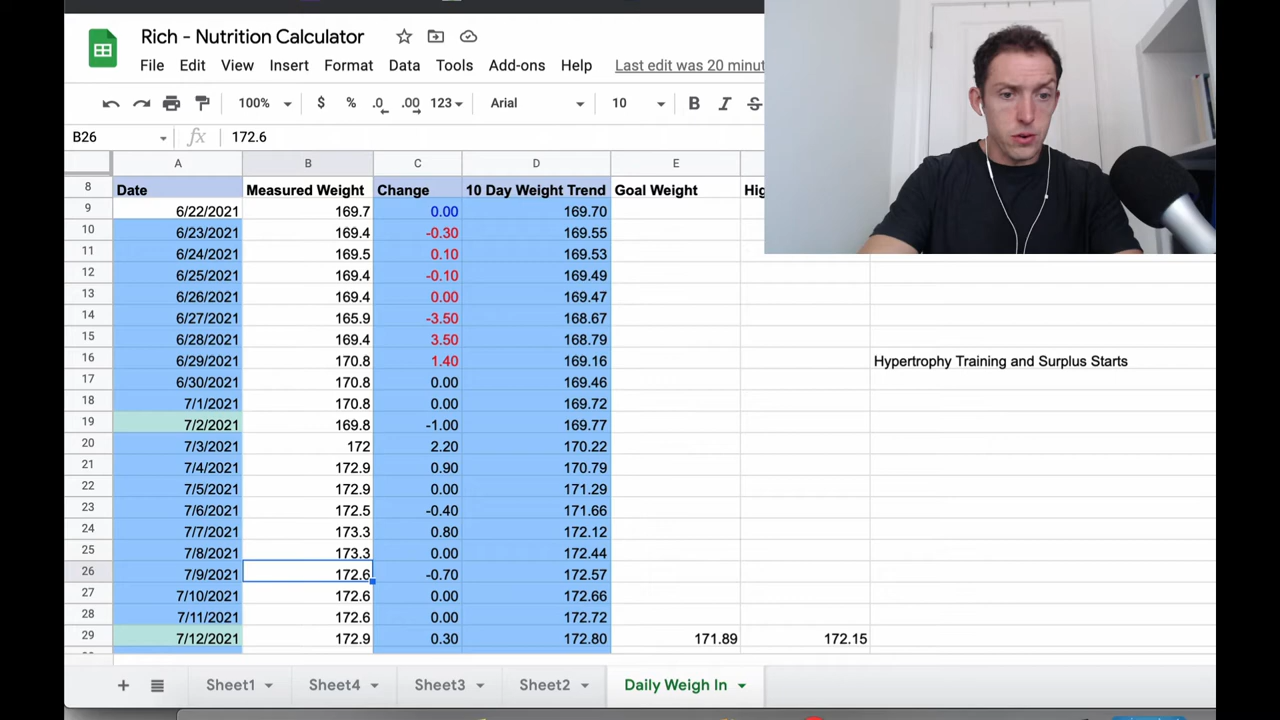 Rich - Nutrition Calculator
File Edit View Insert Format Data Tools Add-ons Help Last edit was 20 minut
100% $ % .0 .00 123 Arial 10 B I S
B26 fx 172.6
A B C D E
8 Date Measured Weight Change 10 Day Weight Trend Goal Weight Hi
9 6/22/2021 169.7 0.00 169.70
10 6/23/2021 169.4 -0.30 169.55
11 6/24/2021 169.5 0.10 169.53
12 6/25/2021 169.4 -0.10 169.49
13 6/26/2021 169.4 0.00 169.47
14 6/27/2021 165.9 -3.50 168.67
15 6/28/2021 169.4 3.50 168.79
16 6/29/2021 170.8 1.40 169.16 Hypertrophy Training and Surplus Starts
17 6/30/2021 170.8 0.00 169.46
18 7/1/2021 170.8 0.00 169.72
19 7/2/2021 169.8 -1.00 169.77
20 7/3/2021 172 2.20 170.22
21 7/4/2021 172.9 0.90 170.79
22 7/5/2021 172.9 0.00 171.29
23 7/6/2021 172.5 -0.40 171.66
24 7/7/2021 173.3 0.80 172.12
25 7/8/2021 173.3 0.00 172.44
26 7/9/2021 172.6 -0.70 172.57
27 7/10/2021 172.6 0.00 172.66
28 7/11/2021 172.6 0.00 172.72
29 7/12/2021 172.9 0.30 172.80 171.89 172.15
+ Sheet1 Sheet4 Sheet3 Sheet2 Daily Weigh In